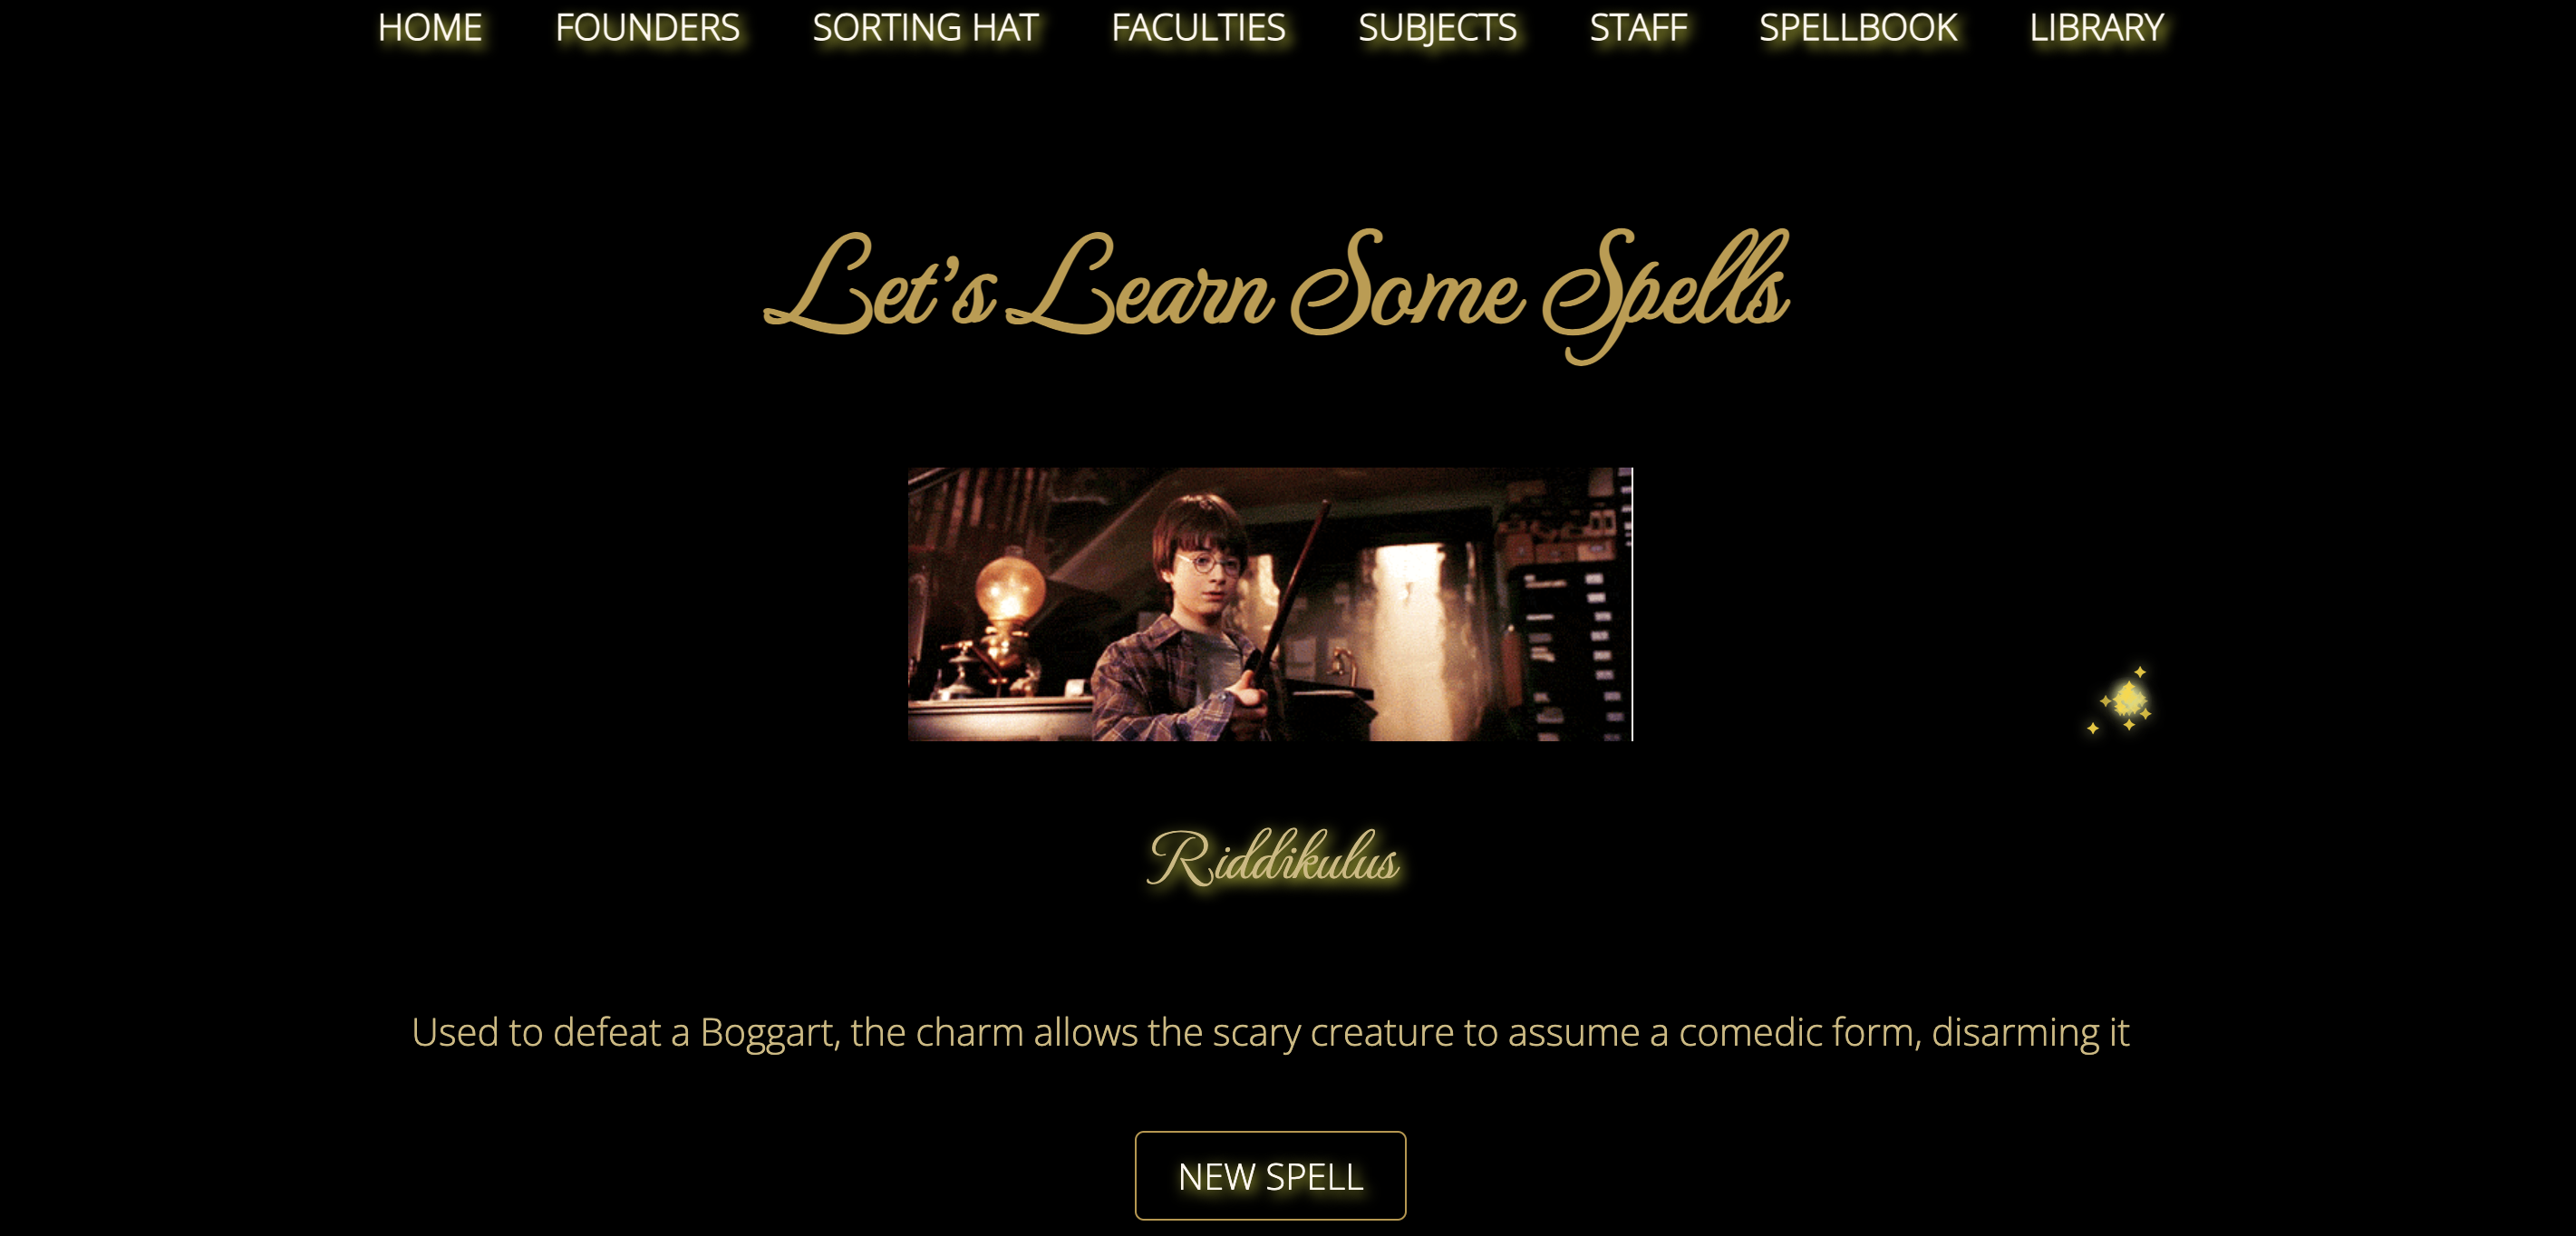 HOME FOUNDERS SORTING HAT FACULTIES SUBJECTS STAFF SPELLBOOK LIBRARY
Let's Learn Some Spells
Riddikulus
Used to defeat a Boggart, the charm allows the scary creature to assume a comedic form, disarming it
NEW SPELL